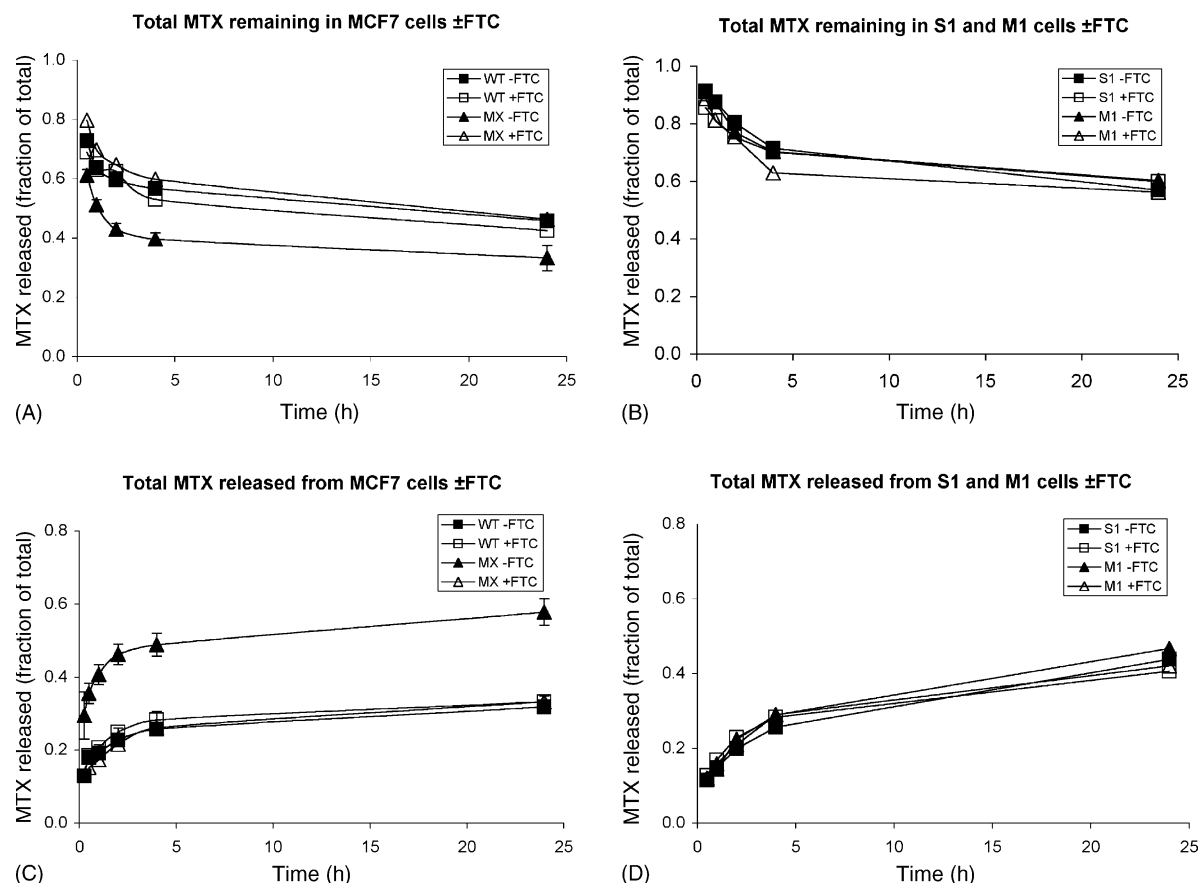 Total MTX remaining in MCF7 cells ±FTC
MTX released (fraction of total)
1.0
0.8
0.6
0.4
0.2
0.0
WT -FTC
WT +FTC
MX -FTC
MX +FTC
0 5 10 15 20 25
Time (h)
(A)
Total MTX remaining in S1 and M1 cells ±FTC
MTX released (fraction of total)
1.0
0.8
0.6
0.4
0.2
0.0
S1 -FTC
S1 +FTC
M1 -FTC
M1 +FTC
0 5 10 15 20 25
Time (h)
(B)
Total MTX released from MCF7 cells ±FTC
MTX released (fraction of total)
0.8
0.6
0.4
0.2
0.0
WT -FTC
WT +FTC
MX -FTC
MX +FTC
0 5 10 15 20 25
Time (h)
(C)
Total MTX released from S1 and M1 cells ±FTC
MTX released (fraction of total)
0.8
0.6
0.4
0.2
0.0
S1 -FTC
S1 +FTC
M1 -FTC
M1 +FTC
0 5 10 15 20 25
Time (h)
(D)